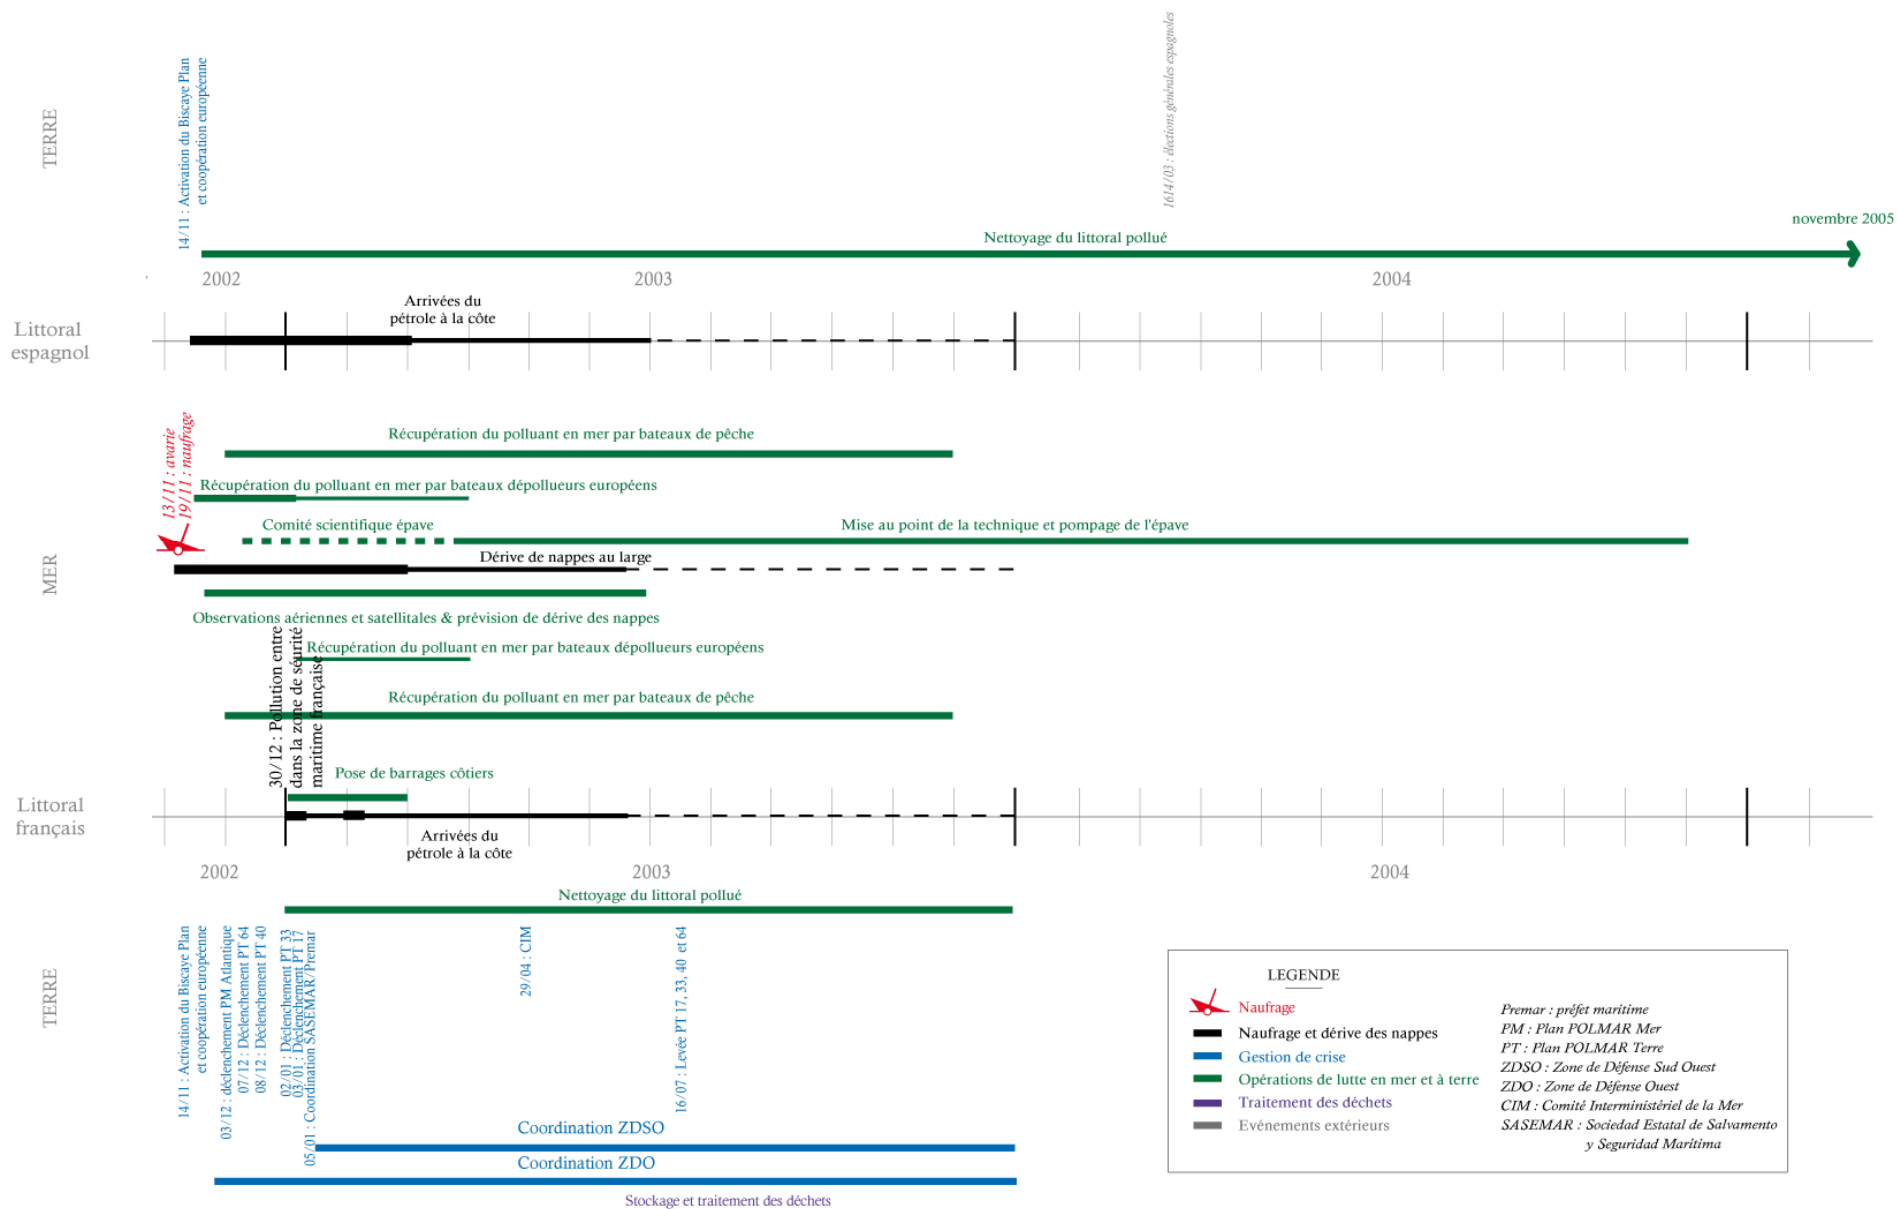 TERRE
14/11 : Activation du Biscaye Plan
et coopération européenne
1614/03 : élections générales espagnoles
novembre 2005
Nettoyage du littoral pollué
2002
2003
2004
Arrivées du
pétrole à la côte
Littoral
espagnol
13/11 : avarie
19/11 : naufrage
Récupération du polluant en mer par bateaux de pêche
Récupération du polluant en mer par bateaux dépollueurs européens
Comité scientifique épave
Mise au point de la technique et pompage de l'épave
Dérive de nappes au large
MER
Observations aériennes et satellitales & prévision de dérive des nappes
30/12 : Pollution entre
dans la zone de séurité
maritime française
Récupération du polluant en mer par bateaux dépollueurs européens
Récupération du polluant en mer par bateaux de pêche
Pose de barrages côtiers
Littoral
français
Arrivées du
pétrole à la côte
2002
2003
2004
Nettoyage du littoral pollué
TERRE
14/11 : Activation du Biscaye Plan
et coopération européenne
03/12 : déclenchement PM Atlantique
07/12 : Déclenchement PT 64
08/12 : Déclenchement PT 40
02/01 : Déclenchement PT 33
03/01 : Déclenchement PT 17
05/01 : Coordination SASEMAR/Premar
29/04 : CIM
16/07 : Levée PT 17, 33, 40 et 64
Coordination ZDSO
Coordination ZDO
Stockage et traitement des déchets
LEGENDE
Naufrage
Naufrage et dérive des nappes
Gestion de crise
Opérations de lutte en mer et à terre
Traitement des déchets
Evénements extérieurs
Premar : préfet maritime
PM : Plan POLMAR Mer
PT : Plan POLMAR Terre
ZDSO : Zone de Défense Sud Ouest
ZDO : Zone de Défense Ouest
CIM : Comité Interministériel de la Mer
SASEMAR : Sociedad Estatal de Salvamento
y Seguridad Marítima